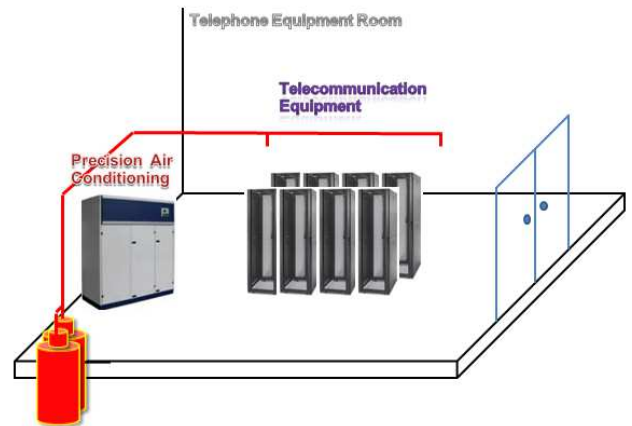 Telephone Equipment Room
Telecommunication
Equipment
Precision Air
Conditioning